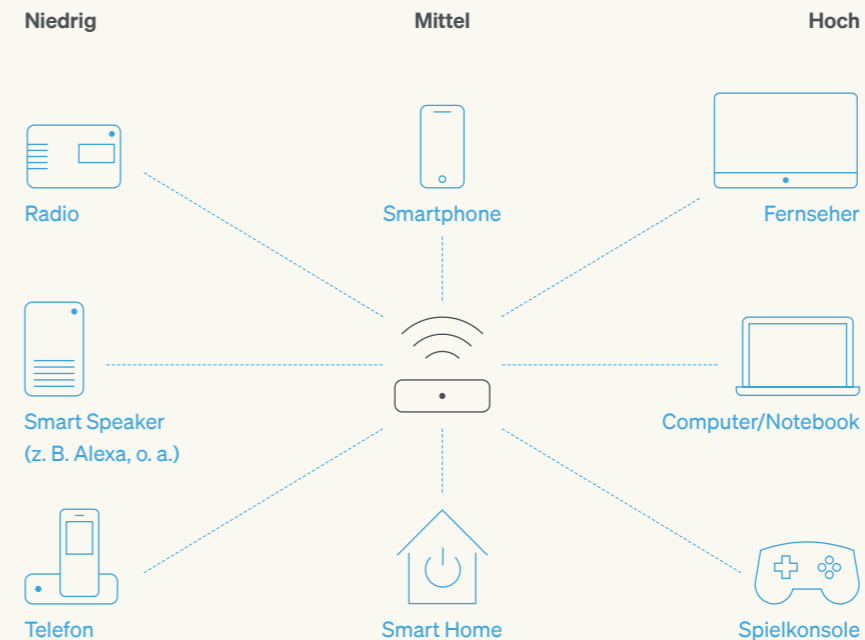 Niedrig
Mittel
Hoch
Radio
Smartphone
Fernseher
Smart Speaker
(z. B. Alexa, o. a.)
Computer/Notebook
Telefon
Smart Home
Spielkonsole